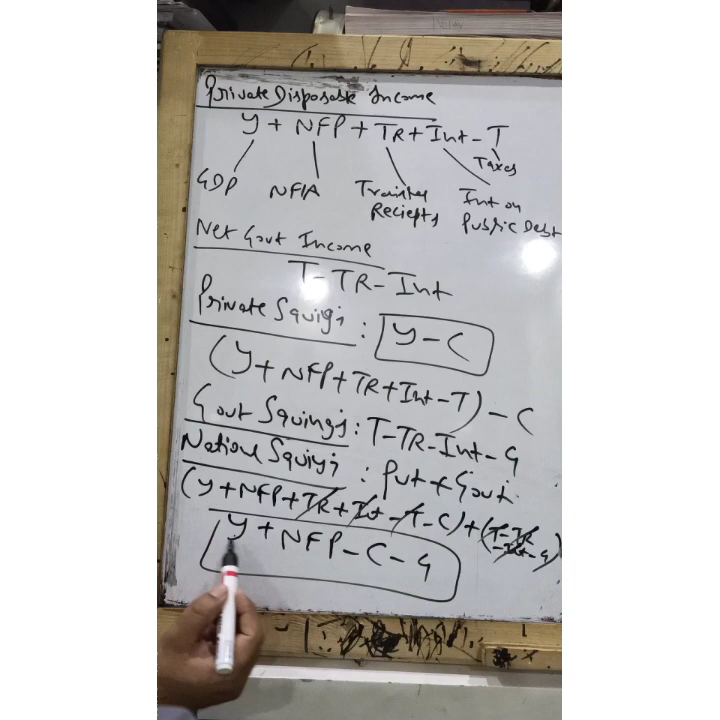 Private Disposable Income
Y + NFP + TR + Int - T
Taxes
GDP NFIA Transfer Int on
Reciepts Public Debt
Net Govt Income
T - TR - Int
Private Savings : Y - C
(Y + NFP + TR + Int - T) - C
Govt Savings : T - TR - Int - G
National Savings : Pvt + Govt.
(Y + NFP + TR + Int - T - C) + (T - TR
- Int - G)
Y + NFP - C - G